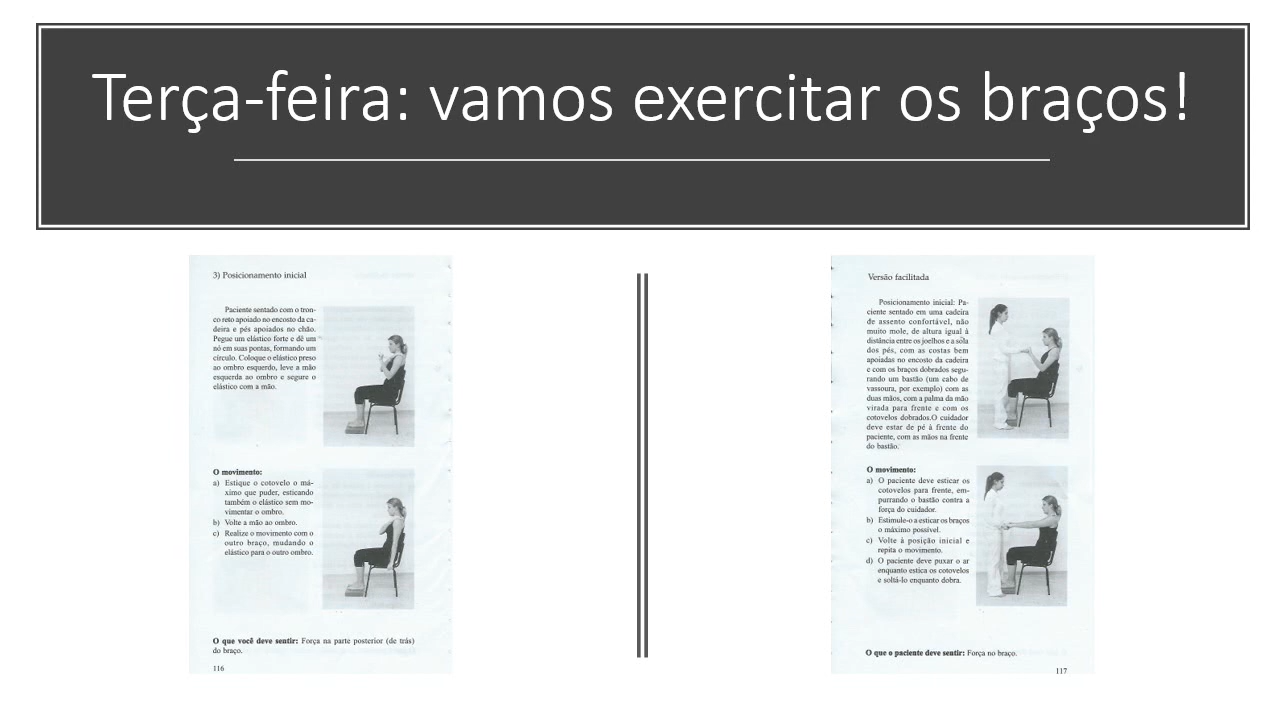 Terça-feira: vamos exercitar os braços!
3) Posicionamento inicial
Paciente sentado com o tron-
co reto apoiado no encosto da ca-
deira e pés apoiados no chão.
Pegue um elástico forte e dê um
nó em suas pontas, formando um
círculo. Coloque o elástico preso
ao ombro esquerdo, leve a mão
esquerda ao ombro e segure o
elástico com a mão.
O movimento:
a) Estique o cotovelo o má-
ximo que puder, esticando
também o elástico sem mo-
vimentar o ombro.
b) Volte a mão ao ombro.
c) Realize o movimento com o
outro braço, mudando o
elástico para o outro ombro.
O que você deve sentir: Força na parte posterior (de trás)
do braço.
116
Versão facilitada
Posicionamento inicial: Pa-
ciente sentado em uma cadeira
de assento confortável, não
muito mole, de altura igual à
distância entre os joelhos e a sola
dos pés, com as costas bem
apoiadas no encosto da cadeira
e com os braços dobrados segu-
rando um bastão (um cabo de
vassoura, por exemplo) com as
duas mãos, com a palma da mão
virada para frente e com os
cotovelos dobrados.O cuidador
deve estar de pé à frente do
paciente, com as mãos na frente
do bastão.
O movimento:
a) O paciente deve esticar os
cotovelos para frente, em-
purrando o bastão contra a
força do cuidador.
b) Estimule-o a esticar os braços
o máximo possível.
c) Volte à posição inicial e
repita o movimento.
d) O paciente deve puxar o ar
enquanto estica os cotovelos
e soltá-lo enquanto dobra.
O que o paciente deve sentir: Força no braço.
117